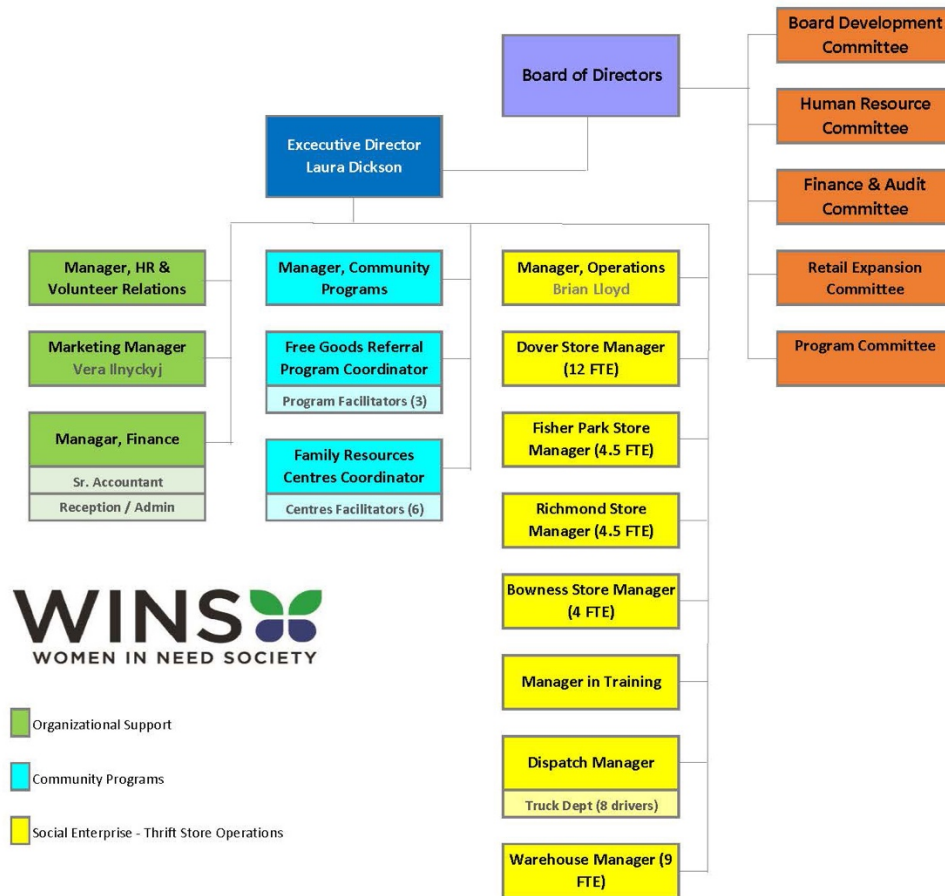 Board of Directors
Board Development
Committee
Human Resource
Committee
Finance & Audit
Committee
Retail Expansion
Committee
Program Committee
Excecutive Director
Laura Dickson
Manager, HR &
Volunteer Relations
Marketing Manager
Vera Ilnyckyj
Managar, Finance
Sr. Accountant
Reception / Admin
Manager, Community
Programs
Free Goods Referral
Program Coordinator
Program Facilitators (3)
Family Resources
Centres Coordinator
Centres Facilitators (6)
Manager, Operations
Brian Lloyd
Dover Store Manager
(12 FTE)
Fisher Park Store
Manager (4.5 FTE)
Richmond Store
Manager (4.5 FTE)
Bowness Store Manager
(4 FTE)
Manager in Training
Dispatch Manager
Truck Dept (8 drivers)
Warehouse Manager (9
FTE)
WINS
WOMEN IN NEED SOCIETY
Organizational Support
Community Programs
Social Enterprise - Thrift Store Operations